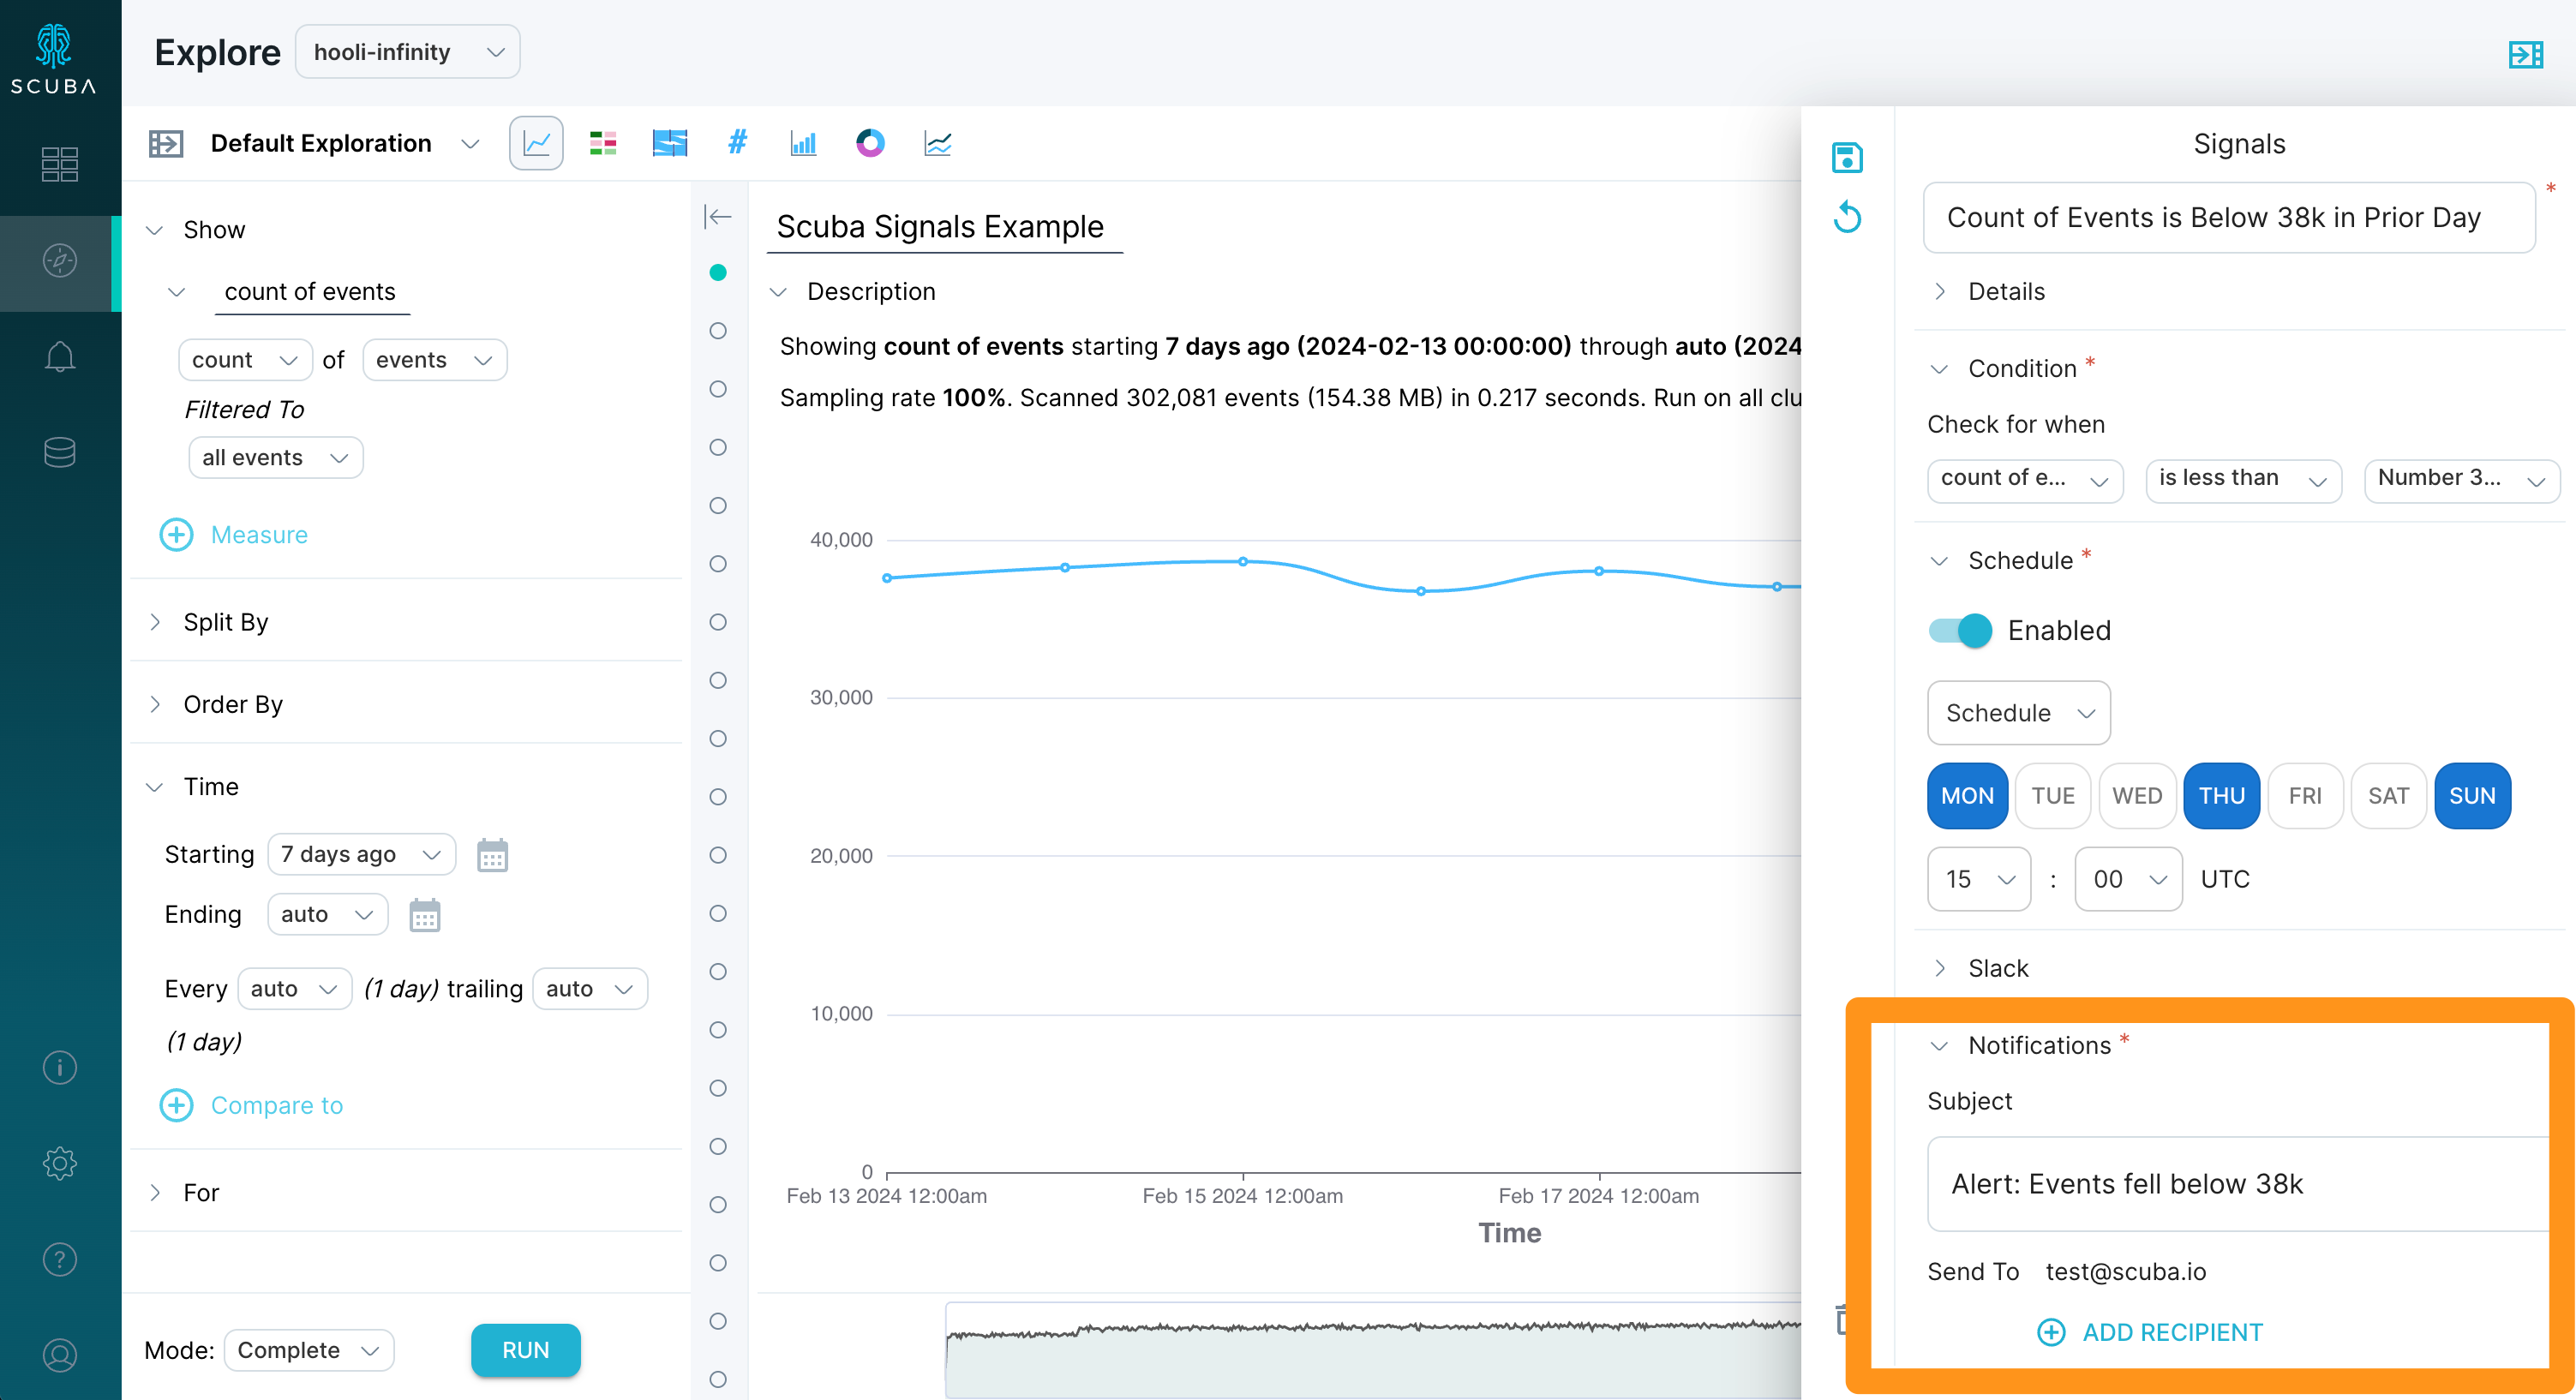 SCUBA
Explore
hooli-infinity
Default Exploration
#
Show
count of events
count of events
Filtered To
all events
Measure
Split By
Order By
Time
Starting 7 days ago
Ending auto
Every auto (1 day) trailing auto
(1 day)
Compare to
For
Mode: Complete RUN
Scuba Signals Example
Description
Showing count of events starting 7 days ago (2024-02-13 00:00:00) through auto (2024
Sampling rate 100%. Scanned 302,081 events (154.38 MB) in 0.217 seconds. Run on all clu
40,000
30,000
20,000
10,000
0
Feb 13 2024 12:00am Feb 15 2024 12:00am Feb 17 2024 12:00am
Time
Signals
Count of Events is Below 38k in Prior Day *
Details
Condition *
Check for when
count of e... is less than Number 3...
Schedule *
Enabled
Schedule
MON TUE WED THU FRI SAT SUN
15 : 00 UTC
Slack
Notifications *
Subject
Alert: Events fell below 38k
Send To test@scuba.io
ADD RECIPIENT